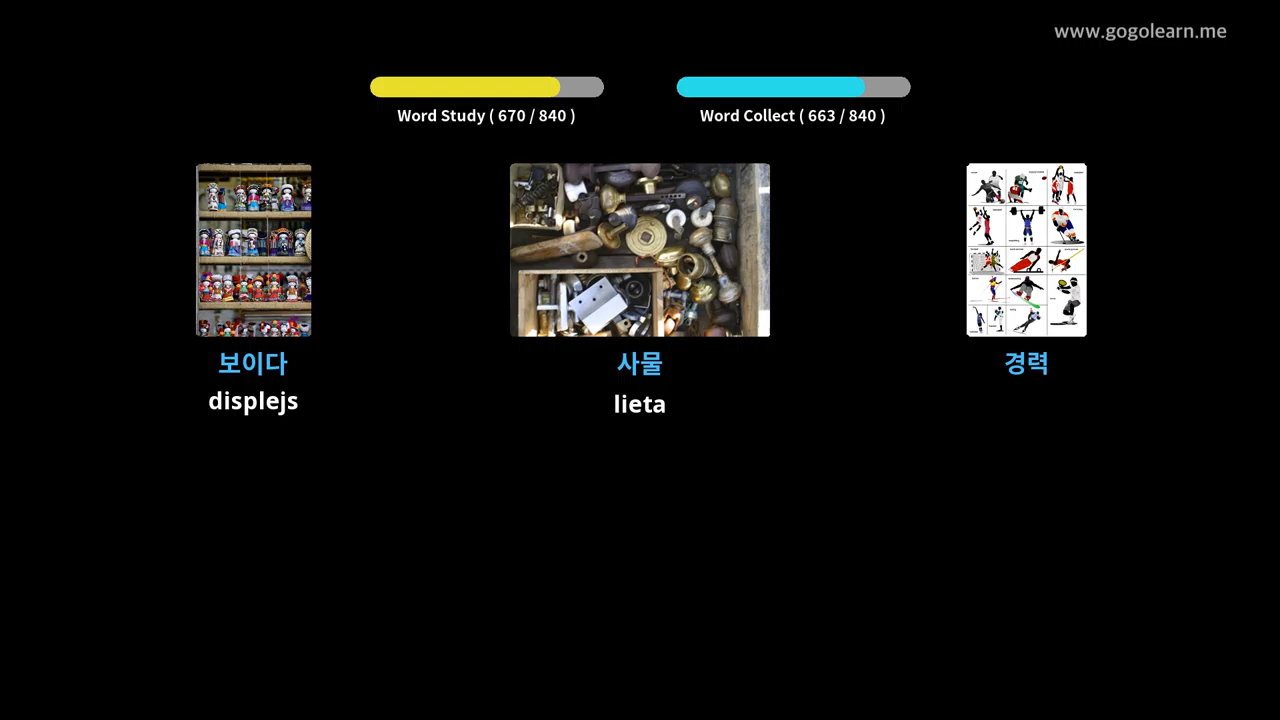 www.gogolearn.me
Word Study ( 670 / 840 )
Word Collect ( 663 / 840 )
보이다
displejs
사물
lieta
경력